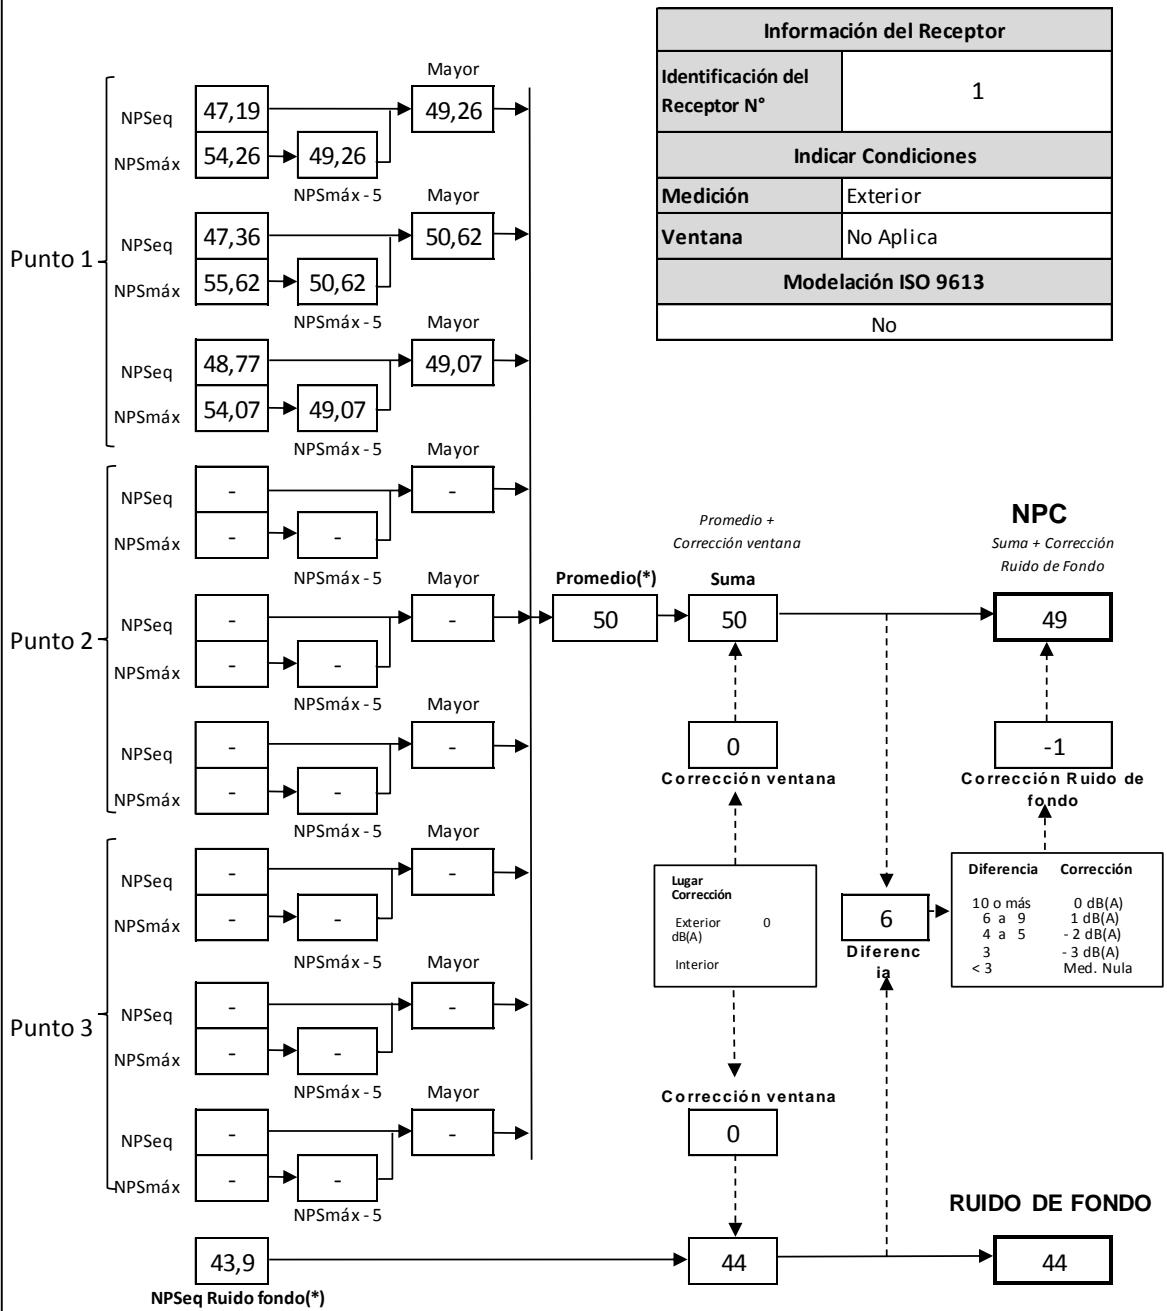 Información del Receptor
Identificación del
Receptor N°
1
Indicar Condiciones
Medición Exterior
Ventana No Aplica
Modelación ISO 9613
No
Punto 1
Mayor
NPSeq 47,19 49,26
NPSmáx 54,26 49,26
NPSmáx - 5 Mayor
NPSeq 47,36 50,62
NPSmáx 55,62 50,62
NPSmáx - 5 Mayor
NPSeq 48,77 49,07
NPSmáx 54,07 49,07
NPSmáx - 5 Mayor
Punto 2
NPSeq - -
NPSmáx - -
NPSmáx - 5 Mayor
NPSeq - -
NPSmáx - -
NPSmáx - 5 Mayor
NPSeq - -
NPSmáx - -
NPSmáx - 5 Mayor
Punto 3
NPSeq - -
NPSmáx - -
NPSmáx - 5 Mayor
NPSeq - -
NPSmáx - -
NPSmáx - 5 Mayor
NPSeq - -
NPSmáx - -
NPSmáx - 5
43,9
NPSeq Ruido fondo(*)
Promedio(*)
50
Promedio +
Corrección ventana
Suma
50
0
Corrección ventana
Lugar
Corrección
Exterior 0
dB(A)
Interior
Corrección ventana
0
44
6
Diferenc
ia
NPC
Suma + Corrección
Ruido de Fondo
49
-1
Corrección Ruido de
fondo
Diferencia Corrección
10 o más 0 dB(A)
6 a 9 1 dB(A)
4 a 5 - 2 dB(A)
3 - 3 dB(A)
< 3 Med. Nula
RUIDO DE FONDO
44